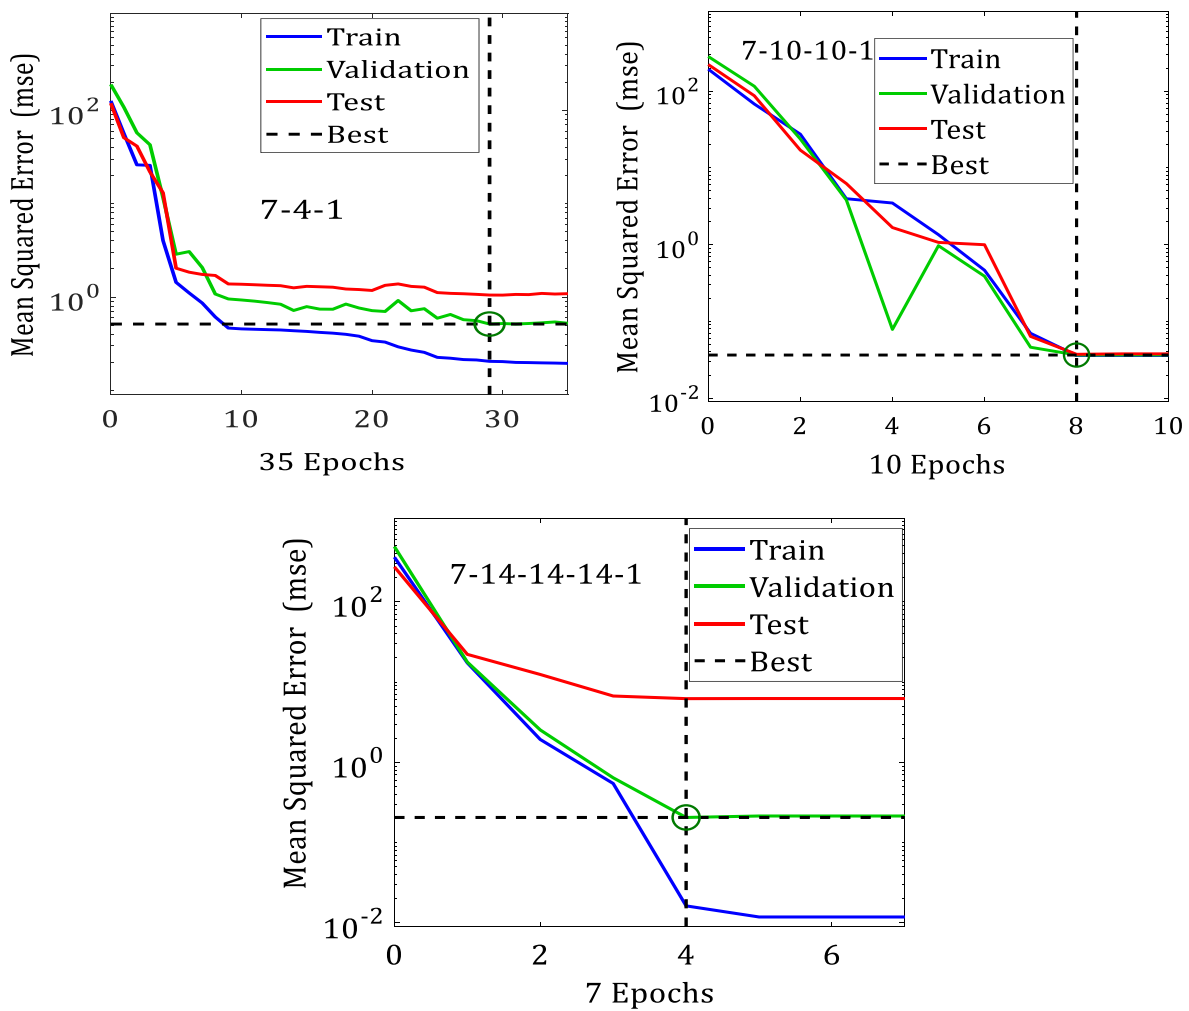 Mean Squared Error (mse)
10^2
10^0
Train
Validation
Test
Best
7-4-1
0 10 20 30
35 Epochs
Mean Squared Error (mse)
10^2
10^0
10^-2
7-10-10-1
Train
Validation
Test
Best
0 2 4 6 8 10
10 Epochs
Mean Squared Error (mse)
10^2
10^0
10^-2
7-14-14-14-1
Train
Validation
Test
Best
0 2 4 6
7 Epochs